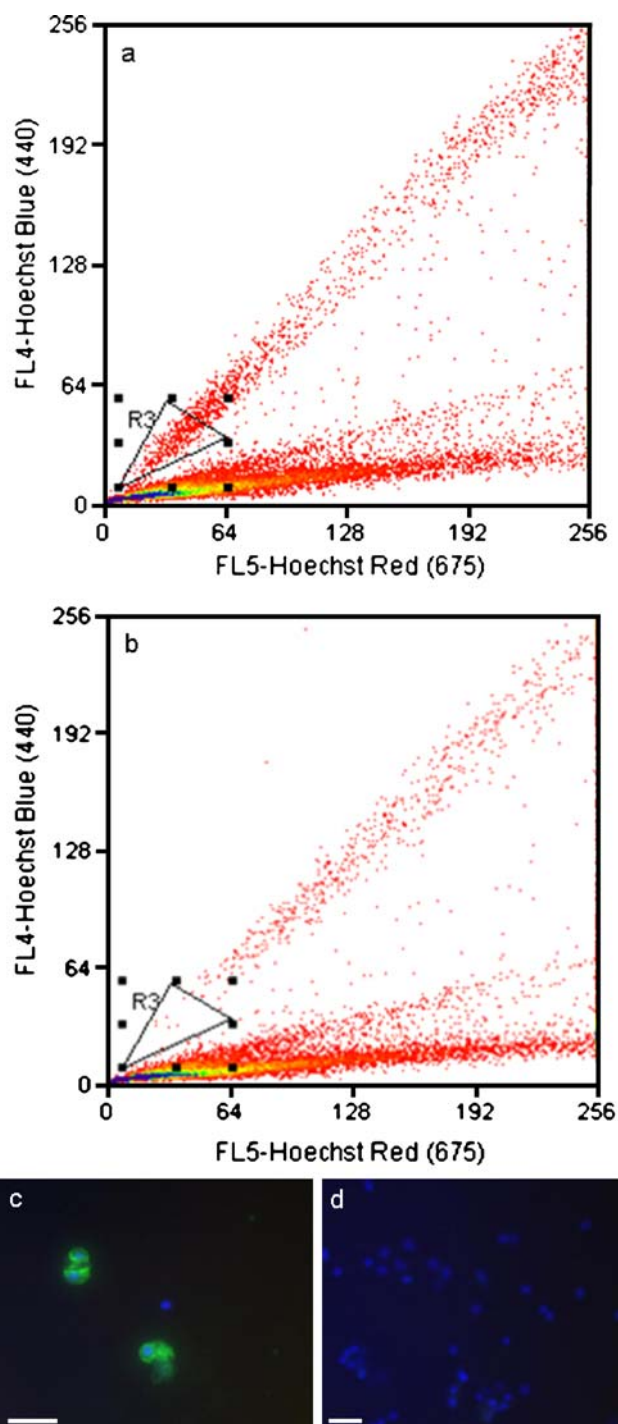 256
a
192
128
64
R3
0
0 64 128 192 256
FL4-Hoechst Blue (440)
FL5-Hoechst Red (675)
256
b
192
128
64
R3
0
0 64 128 192 256
FL4-Hoechst Blue (440)
FL5-Hoechst Red (675)
c
d